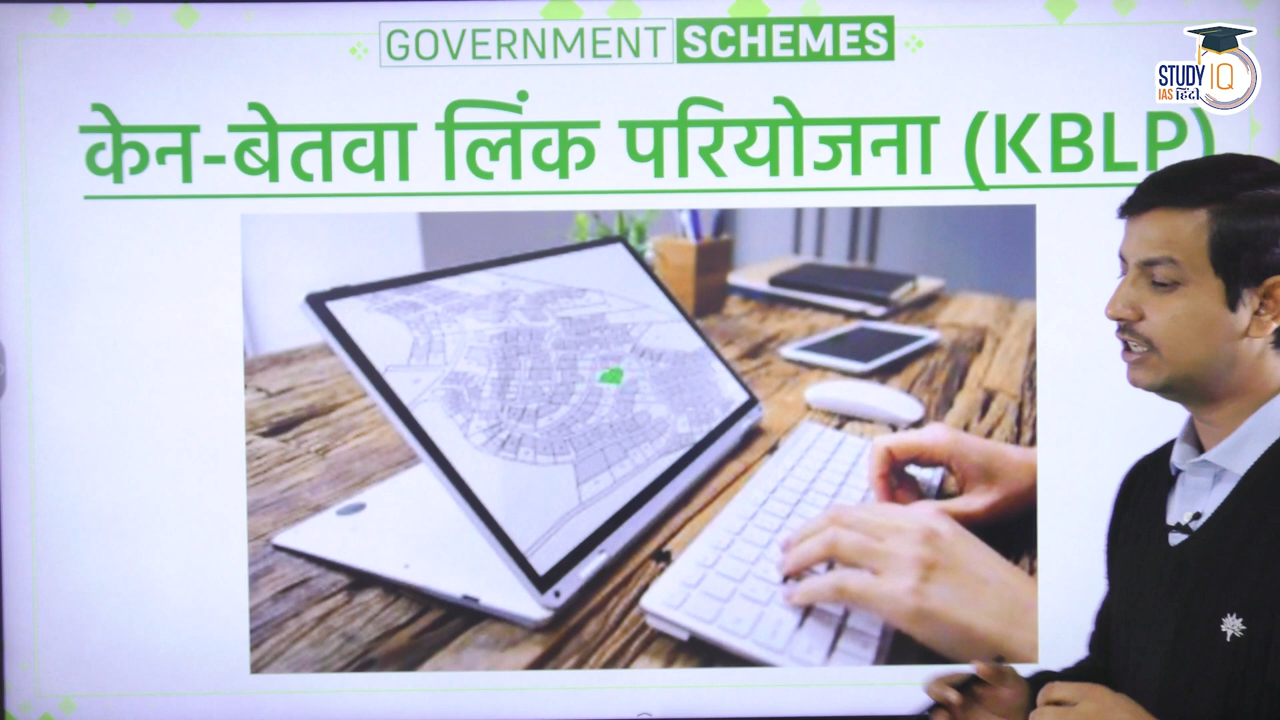 GOVERNMENT SCHEMES
STUDY IQ
IAS हिंदी
केन-बेतवा लिंक परियोजना (KBLP)